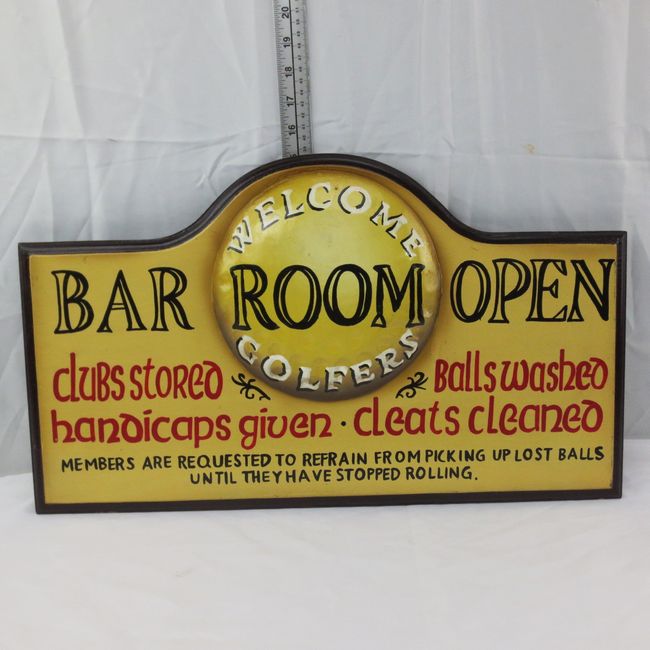 20
19
18
17
16
WELCOME
BAR ROOM OPEN
GOLFERS
clubs stored
Balls washed
handicaps given · cleats cleaned
MEMBERS ARE REQUESTED TO REFRAIN FROM PICKING UP LOST BALLS
UNTIL THEY HAVE STOPPED ROLLING.